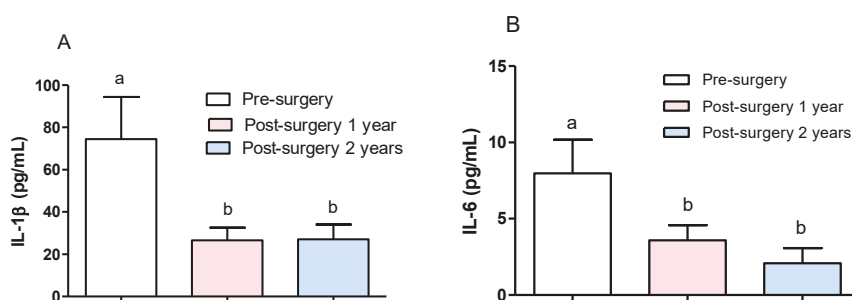 A
IL-1β (pg/mL)
100
80
60
40
20
0
a
b
b
Pre-surgery
Post-surgery 1 year
Post-surgery 2 years
B
IL-6 (pg/mL)
15
10
5
0
a
b
b
Pre-surgery
Post-surgery 1 year
Post-surgery 2 years